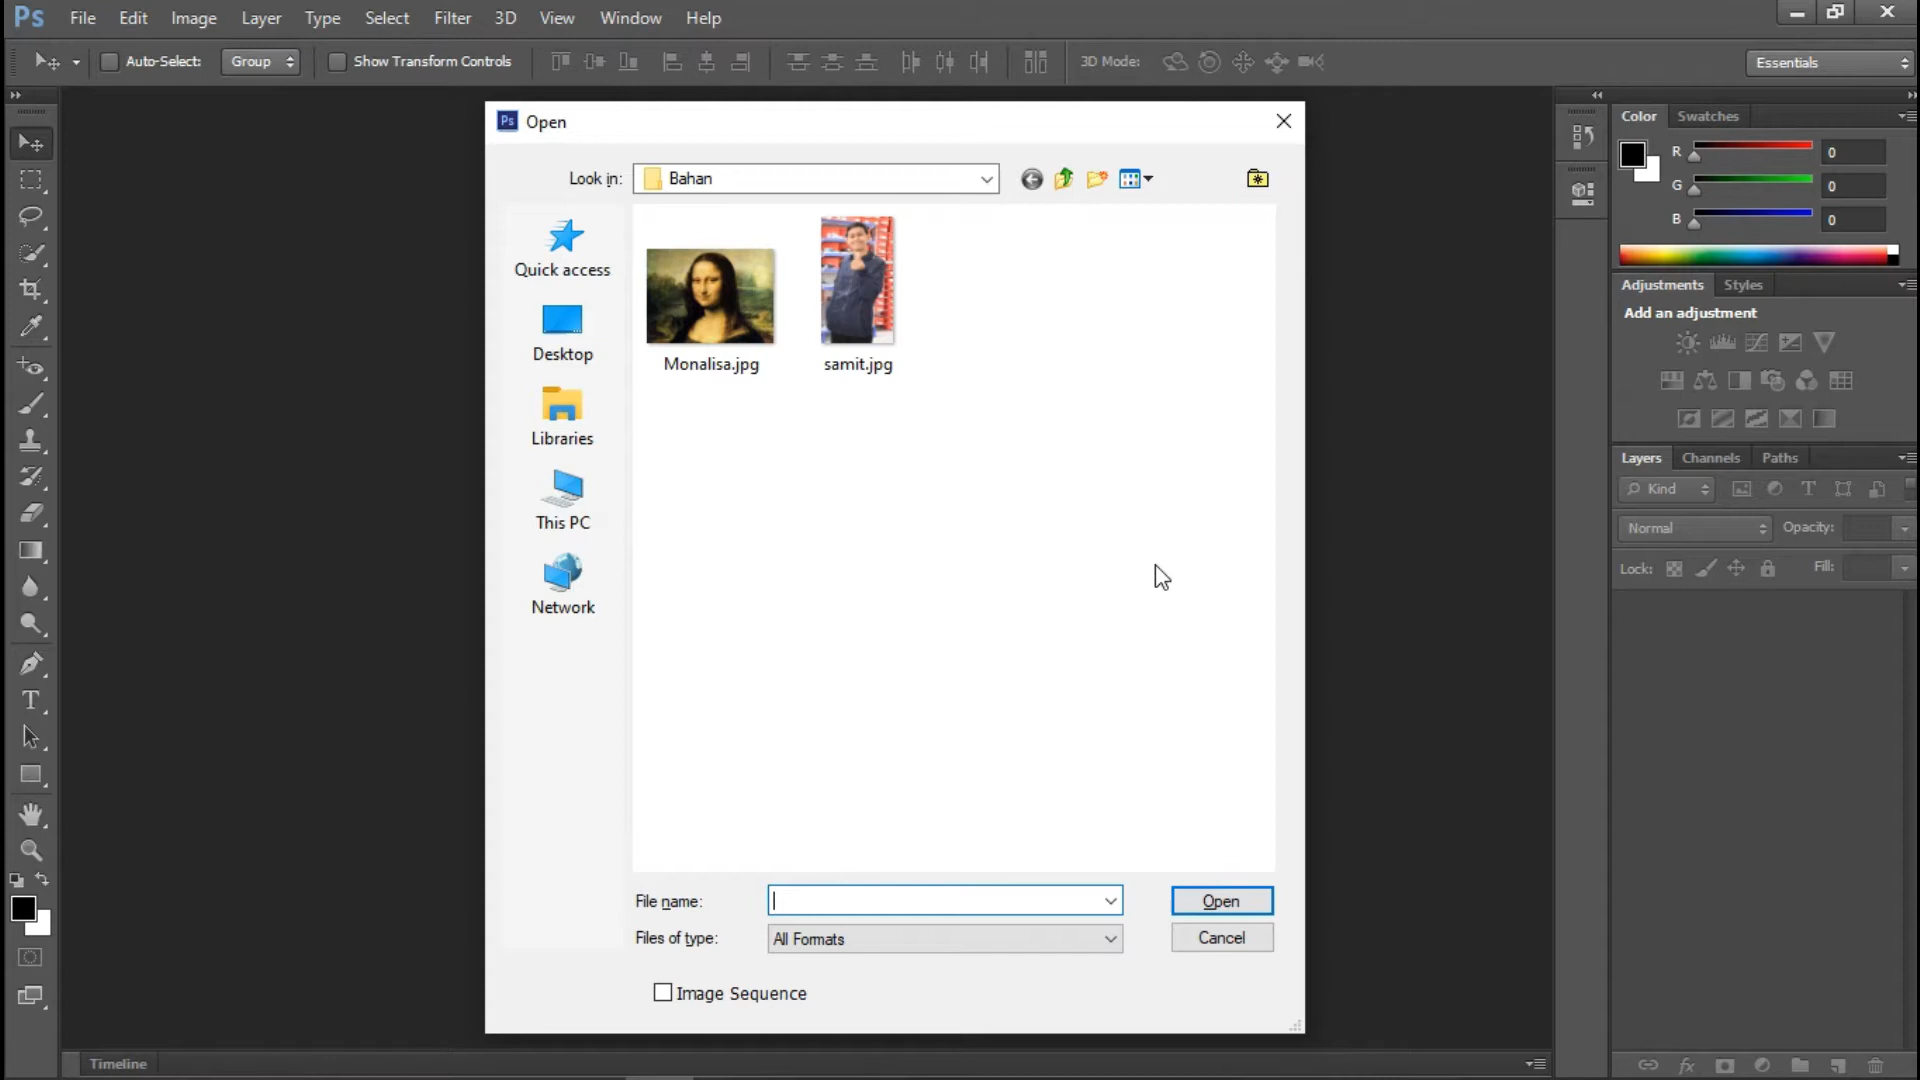 Ps File Edit Image Layer Type Select Filter 3D View Window Help
Auto-Select: Group Show Transform Controls 3D Mode: Essentials
Ps Open
Look in: Bahan
Quick access
Desktop
Libraries
This PC
Network
Monalisa.jpg samit.jpg
File name: Open
Files of type: All Formats Cancel
Image Sequence
Color Swatches
R 0
G 0
B 0
Adjustments Styles
Add an adjustment
Layers Channels Paths
Kind
Normal Opacity:
Lock: Fill:
Timeline